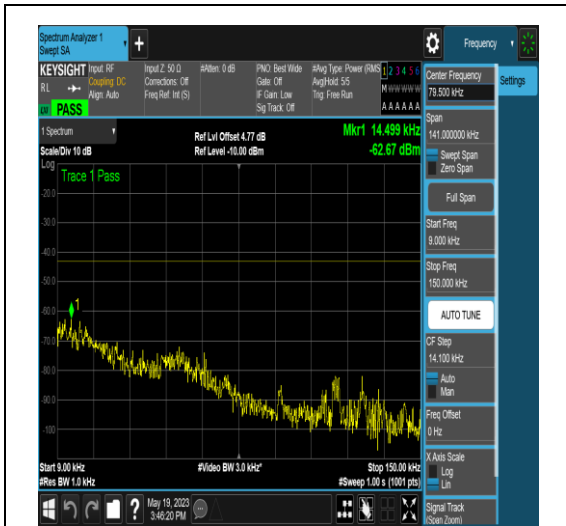 Spectrum Analyzer 1
Swept SA
+
Frequency
KEYSIGHT
RL
PASS
Input: RF
Coupling: DC
Align: Auto
Input Z: 50 Ω
Corrections: Off
Freq Ref: Int (S)
#Atten: 0 dB
PNO: Best Wide
Gate: Off
IF Gain: Low
Sig Track: Off
#Avg Type: Power (RMS
Avg|Hold: 5/5
Trig: Free Run
1 2 3 4 5 6
M W W W W W
A A A A A A
Center Frequency
79.500 kHz
Settings
Span
141.000000 kHz
Swept Span
Zero Span
Full Span
Start Freq
9.000 kHz
Stop Freq
150.000 kHz
AUTO TUNE
CF Step
14.100 kHz
Auto
Man
Freq Offset
0 Hz
X Axis Scale
Log
Lin
Signal Track
(Span Zoom)
1 Spectrum
Scale/Div 10 dB
Ref Lvl Offset 4.77 dB
Ref Level -10.00 dBm
Mkr1 14.499 kHz
-62.67 dBm
Log
Trace 1 Pass
-20.0
-30.0
-40.0
-50.0
-60.0
-70.0
-80.0
-90.0
-100
1
Start 9.00 kHz
#Res BW 1.0 kHz
#Video BW 3.0 kHz*
Stop 150.00 kHz
#Sweep 1.00 s (1001 pts)
?
May 19, 2023
3:46:20 PM